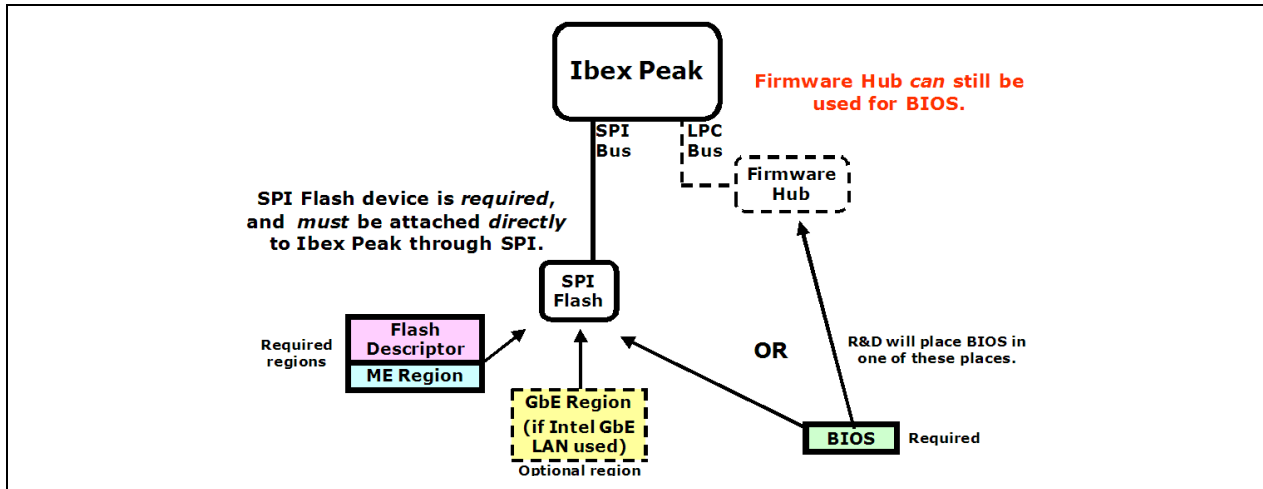 Ibex Peak
Firmware Hub can still be
used for BIOS.
SPI
Bus
LPC
Bus
Firmware
Hub
SPI Flash device is required,
and must be attached directly
to Ibex Peak through SPI.
SPI
Flash
Required
regions
Flash
Descriptor
ME Region
OR
R&D will place BIOS in
one of these places.
GbE Region
(if Intel GbE
LAN used)
Optional region
BIOS
Required